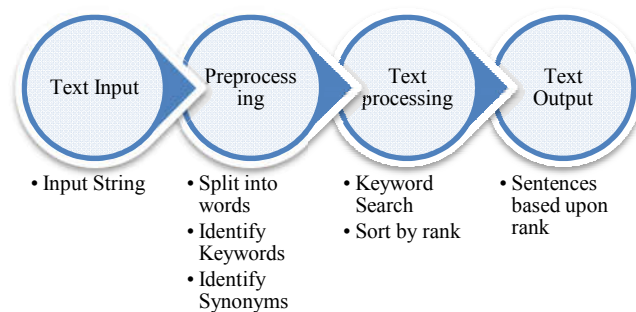 Text Input
Preprocess
ing
Text
processing
Text
Output
• Input String
• Split into
words
• Identify
Keywords
• Identify
Synonyms
• Keyword
Search
• Sort by rank
• Sentences
based upon
rank